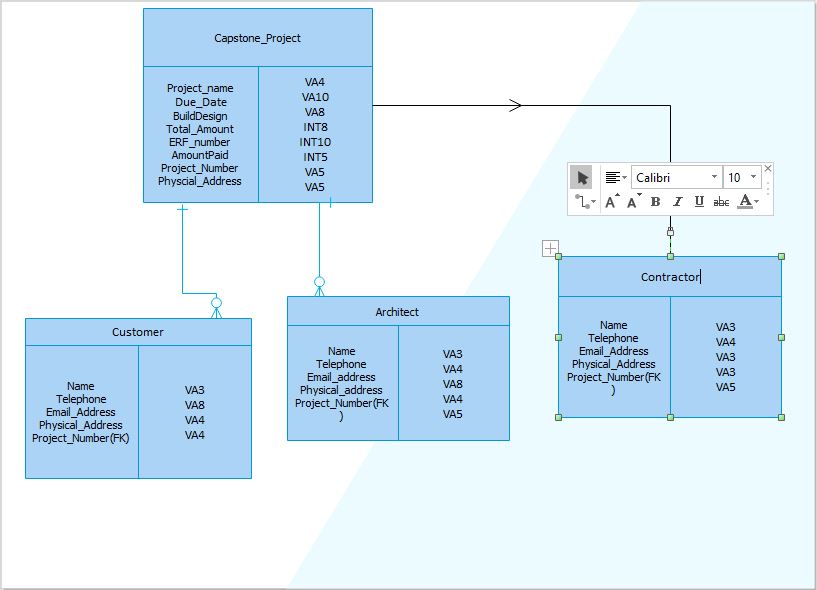 Capstone_Project
Project_name
Due_Date
BuildDesign
Total_Amount
ERF_number
AmountPaid
Project_Number
Physcial_Address
VA4
VA10
VA8
INT8
INT10
INT5
VA5
VA5
Calibri
10
A A B I U abc A
Contractor
Name
Telephone
Email_Address
Physical_Address
Project_Number(FK
)
VA3
VA4
VA3
VA3
VA5
Architect
Name
Telephone
Email_address
Physical_address
Project_Number(FK
)
VA3
VA4
VA8
VA4
VA5
Customer
Name
Telephone
Email_Address
Physical_Address
Project_Number(FK)
VA3
VA8
VA4
VA4